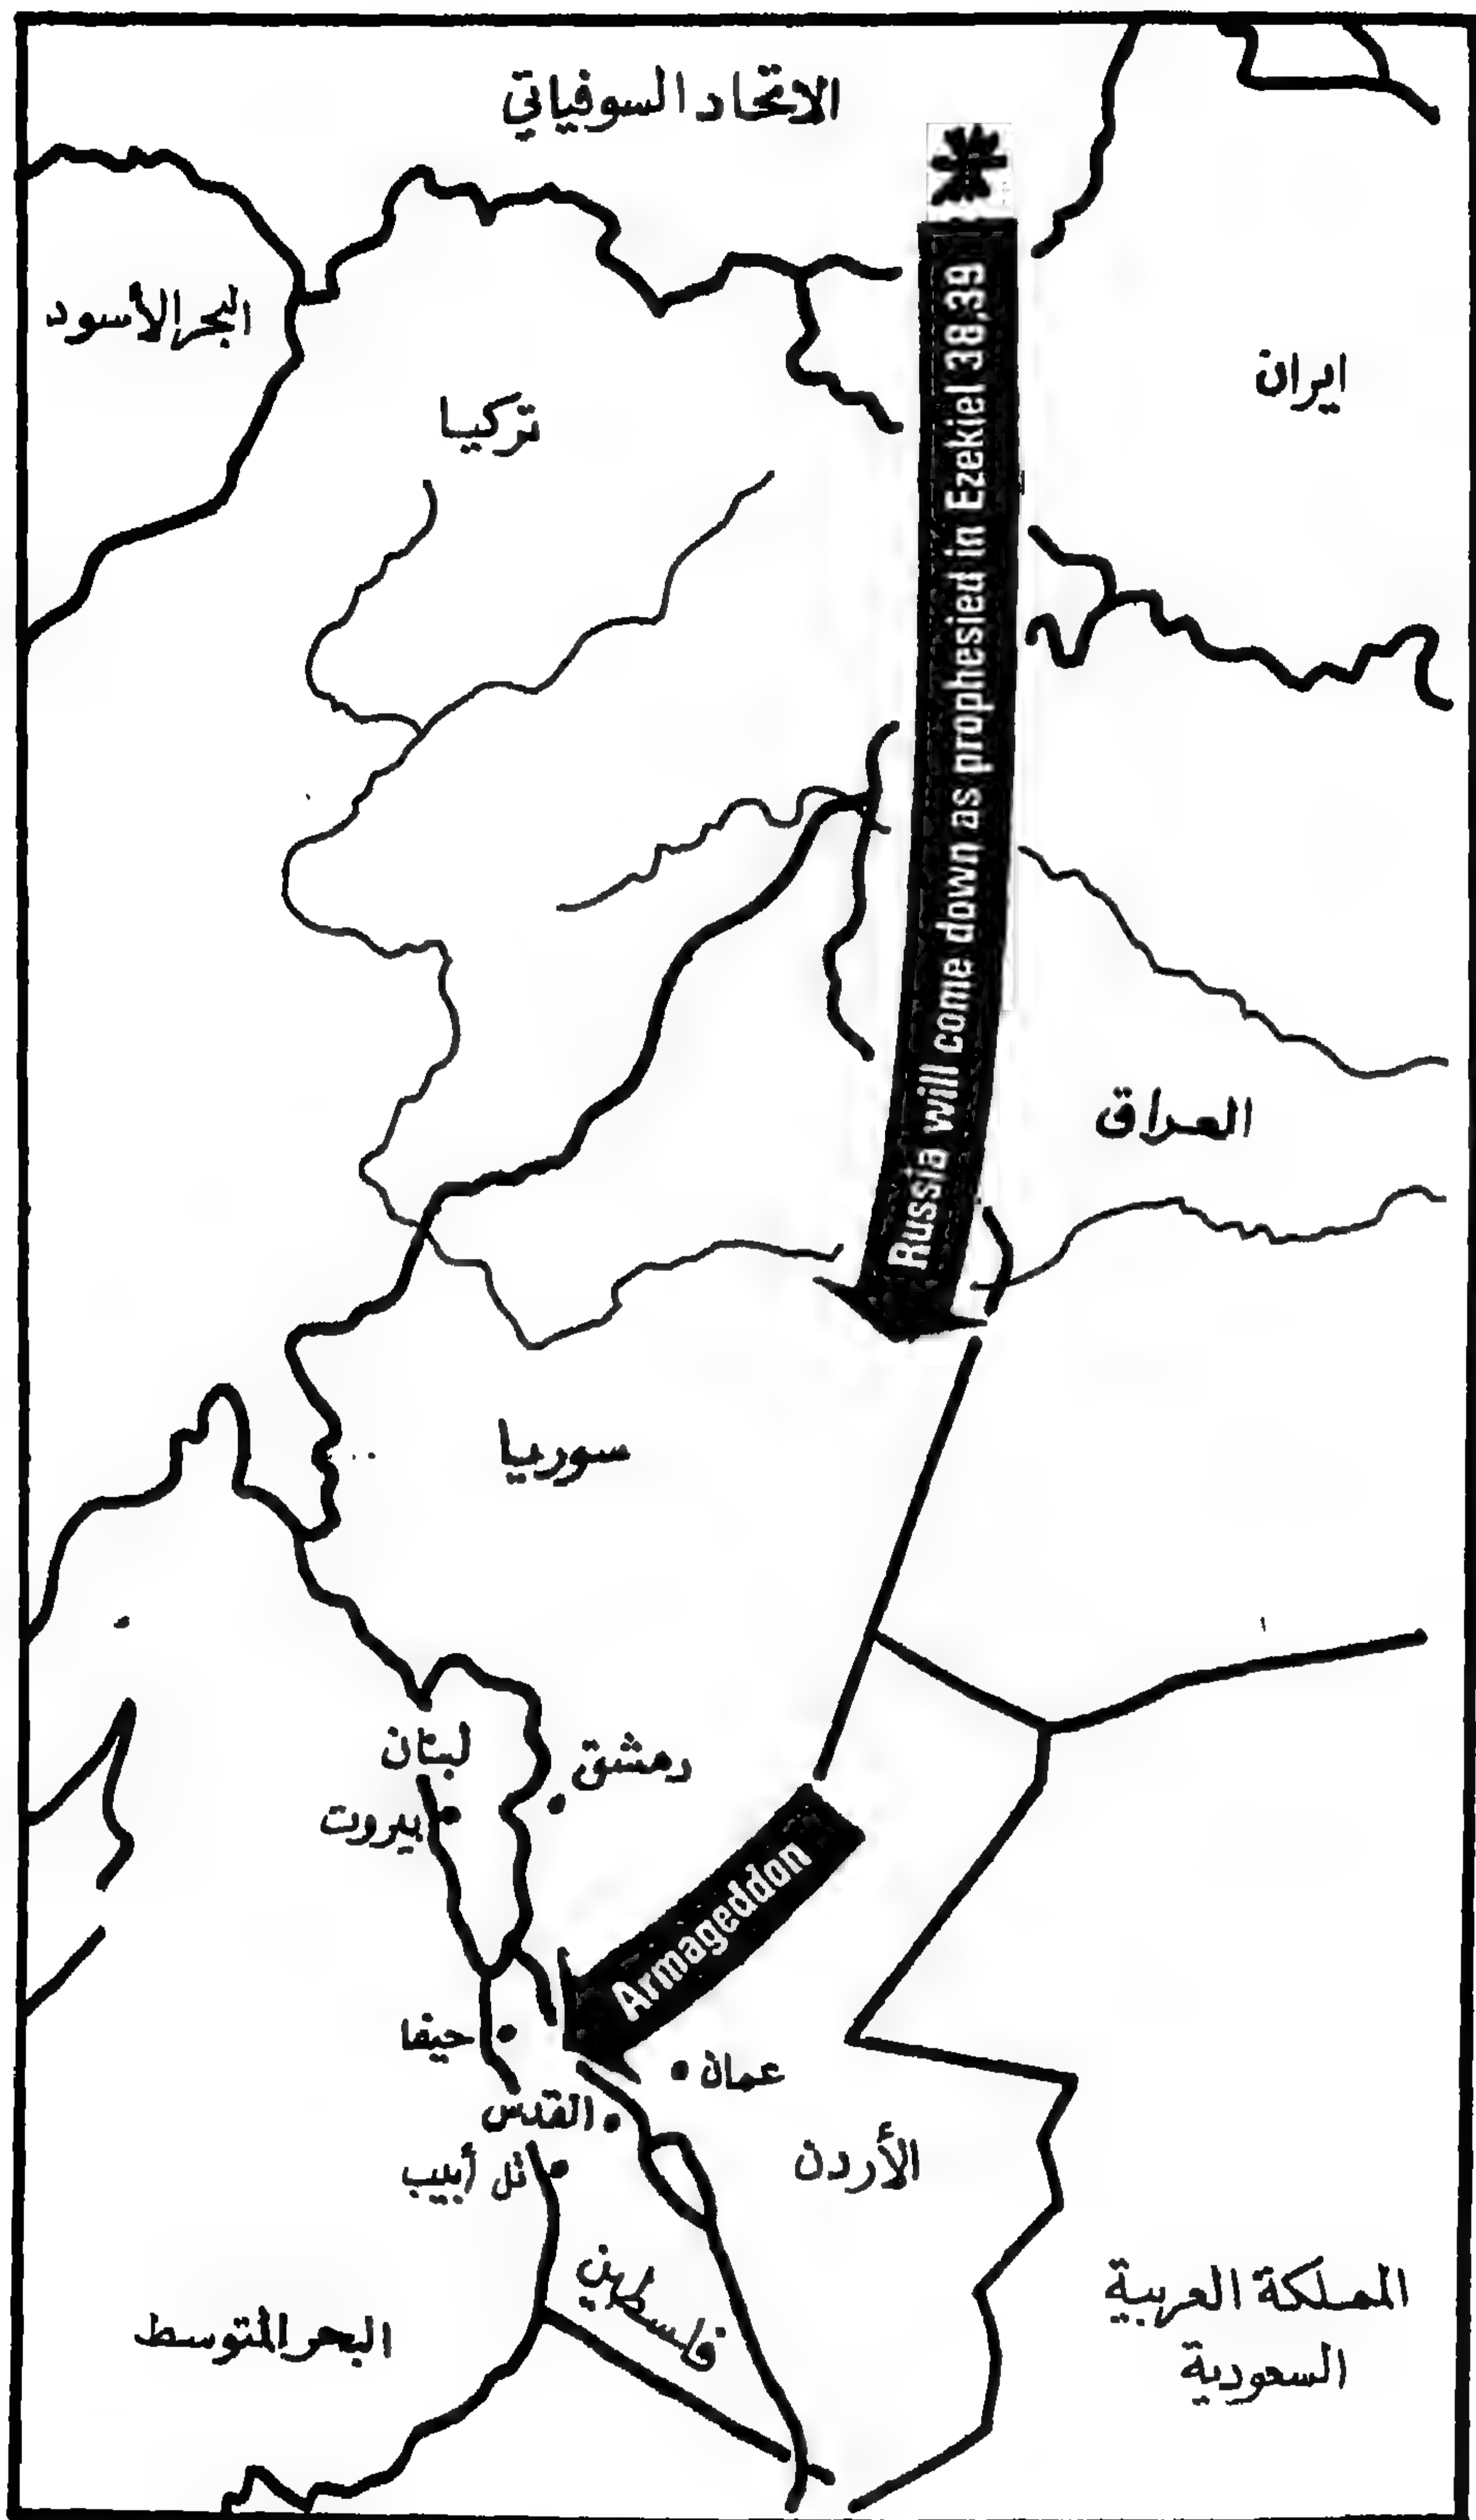 الاتحاد السوفياتي
البحر الأسود
تركيا
ايران
Russia will come down as prophesied in Ezekiel 38,39
العراق
سوريا
لبنان
دمشق
بيروت
Armageddon
حيفا
عمان
القدس
تل أبيب
الأردن
فلسطين
المملكة العربية
السعودية
البحر المتوسط